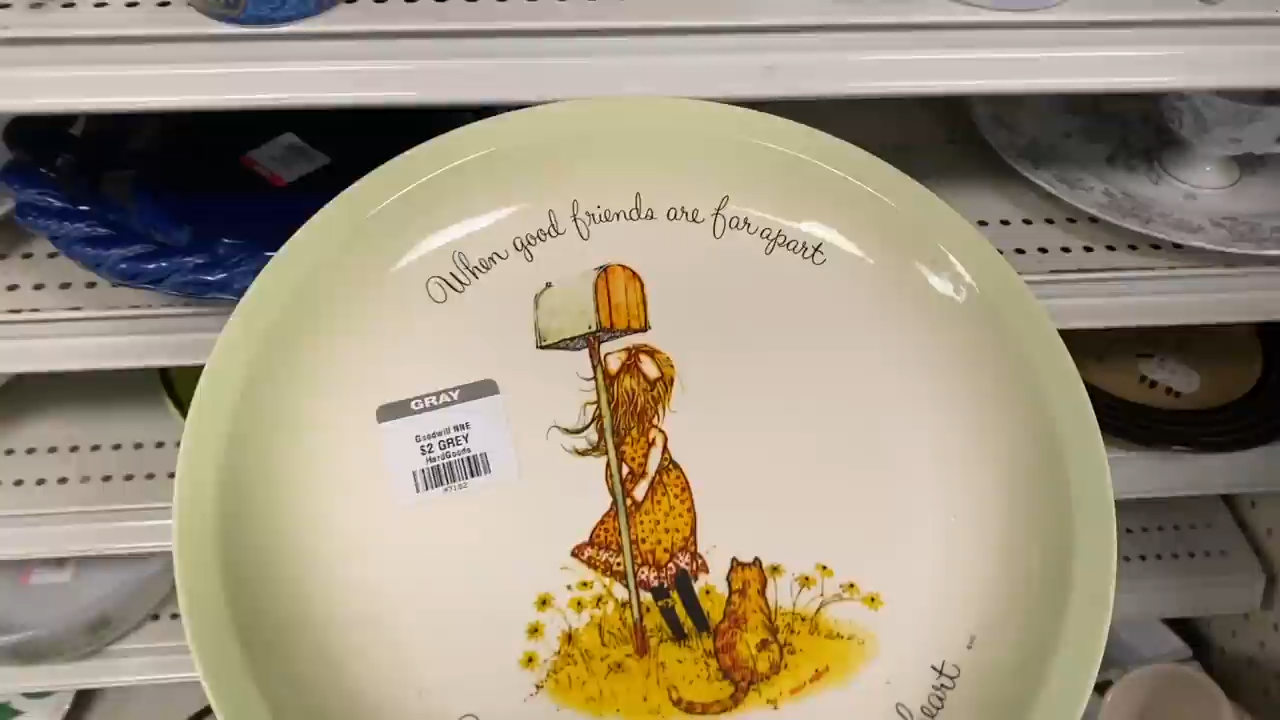 When good friends are far apart
GRAY
Goodwill NNE
$2 GREY
HardGoods
heart ...